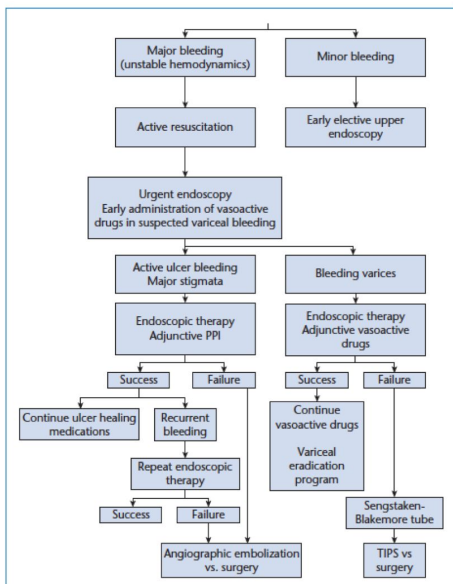 Major bleeding
(unstable hemodynamics)
Minor bleeding
Active resuscitation
Early elective upper
endoscopy
Urgent endoscopy
Early administration of vasoactive
drugs in suspected variceal bleeding
Active ulcer bleeding
Major stigmata
Bleeding varices
Endoscopic therapy
Adjunctive PPI
Endoscopic therapy
Adjunctive vasoactive
drugs
Success
Failure
Success
Failure
Continue ulcer healing
medications
Recurrent
bleeding
Continue
vasoactive drugs
Variceal
eradication
program
Repeat endoscopic
therapy
Success
Failure
Sengstaken-
Blakemore tube
Angiographic embolization
vs. surgery
TIPS vs
surgery